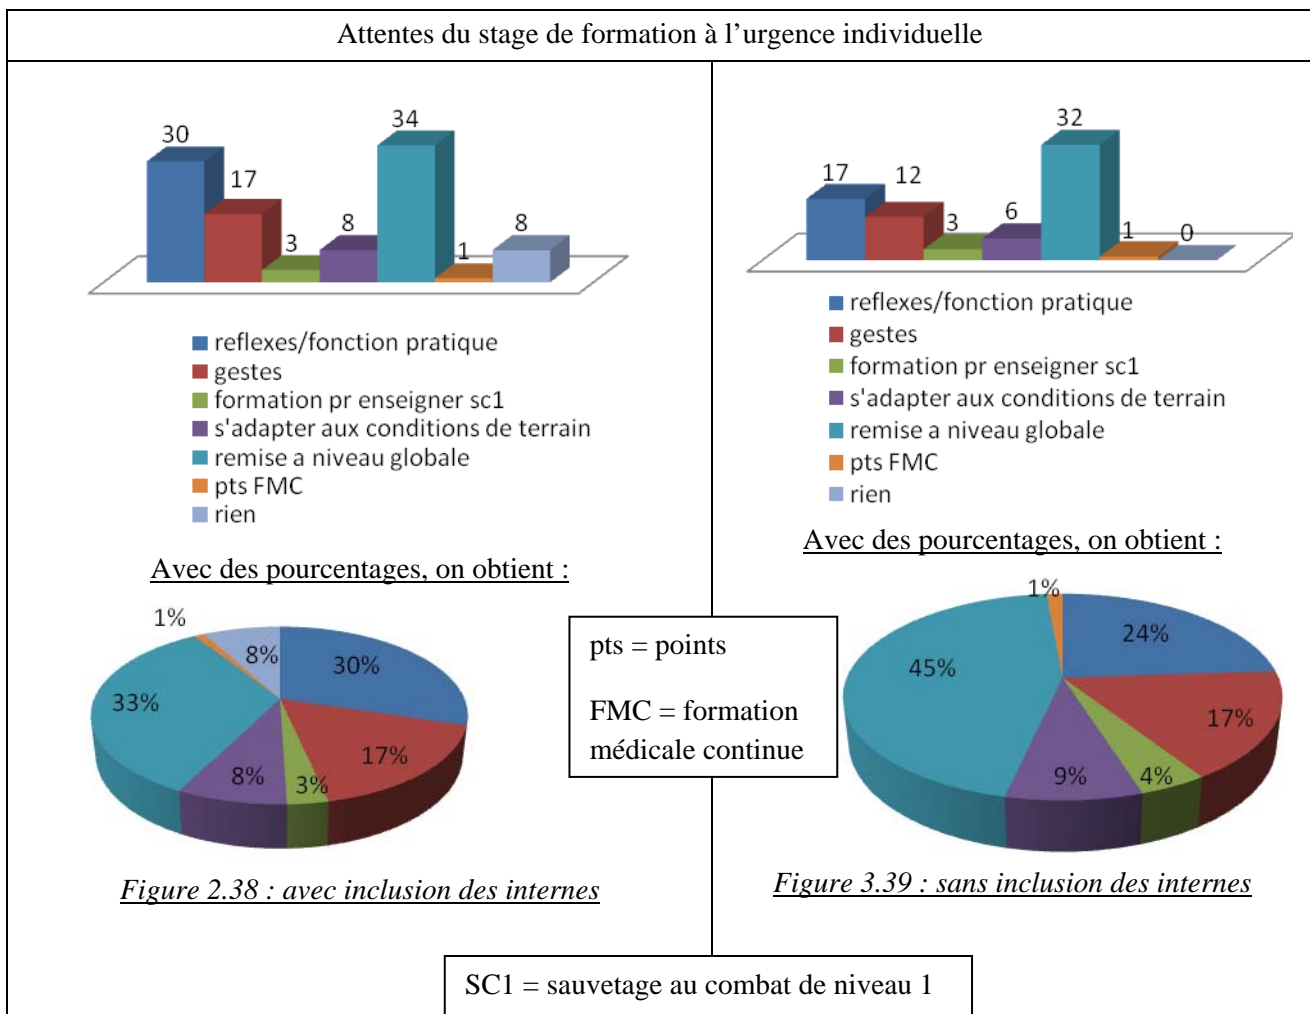 Attentes du stage de formation à l'urgence individuelle
30
17
3
8
34
1
8
reflexes/fonction pratique
gestes
formation pr enseigner sc1
s'adapter aux conditions de terrain
remise a niveau globale
pts FMC
rien
Avec des pourcentages, on obtient :
1%
8%
30%
33%
17%
8%
3%
Figure 2.38 : avec inclusion des internes
17
12
3
6
32
1
0
reflexes/fonction pratique
gestes
formation pr enseigner sc1
s'adapter aux conditions de terrain
remise a niveau globale
pts FMC
rien
Avec des pourcentages, on obtient :
1%
24%
45%
17%
9%
4%
Figure 3.39 : sans inclusion des internes
pts = points
FMC = formation
médicale continue
SC1 = sauvetage au combat de niveau 1